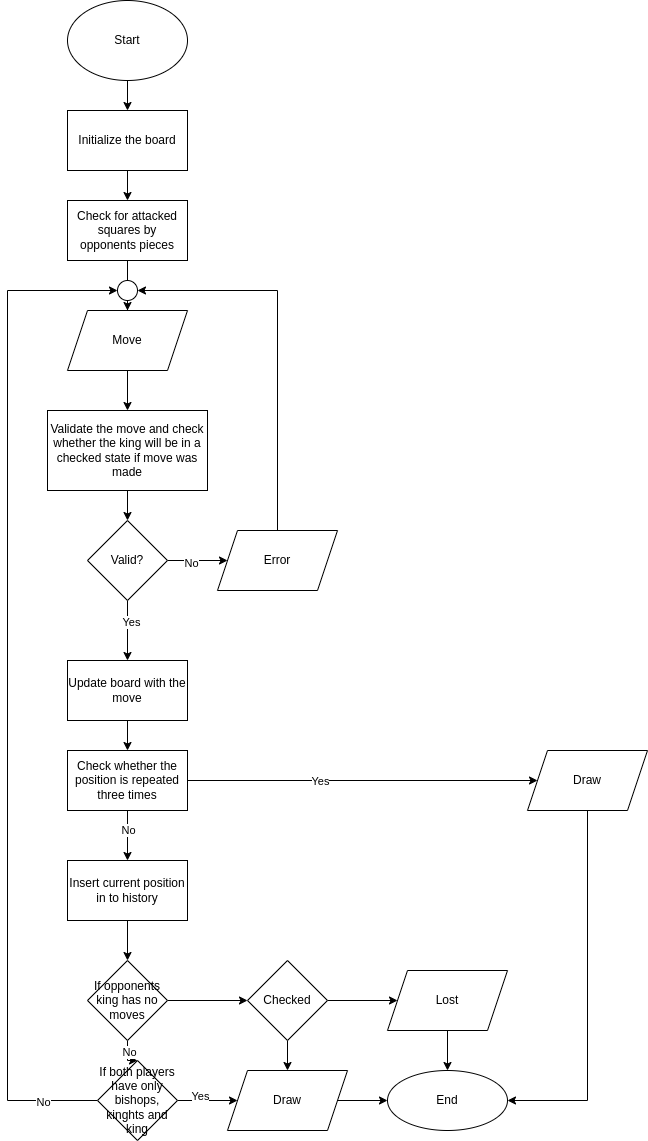 Start
Initialize the board
Check for attacked
squares by
opponents pieces
Move
Validate the move and check
whether the king will be in a
checked state if move was
made
Valid?
No
Error
Yes
Update board with the
move
Check whether the
position is repeated
three times
Yes
Draw
No
Insert current position
in to history
If opponents
king has no
moves
Checked
Lost
No
If both players
have only
bishops,
kinghts and
king
No
Yes
Draw
End